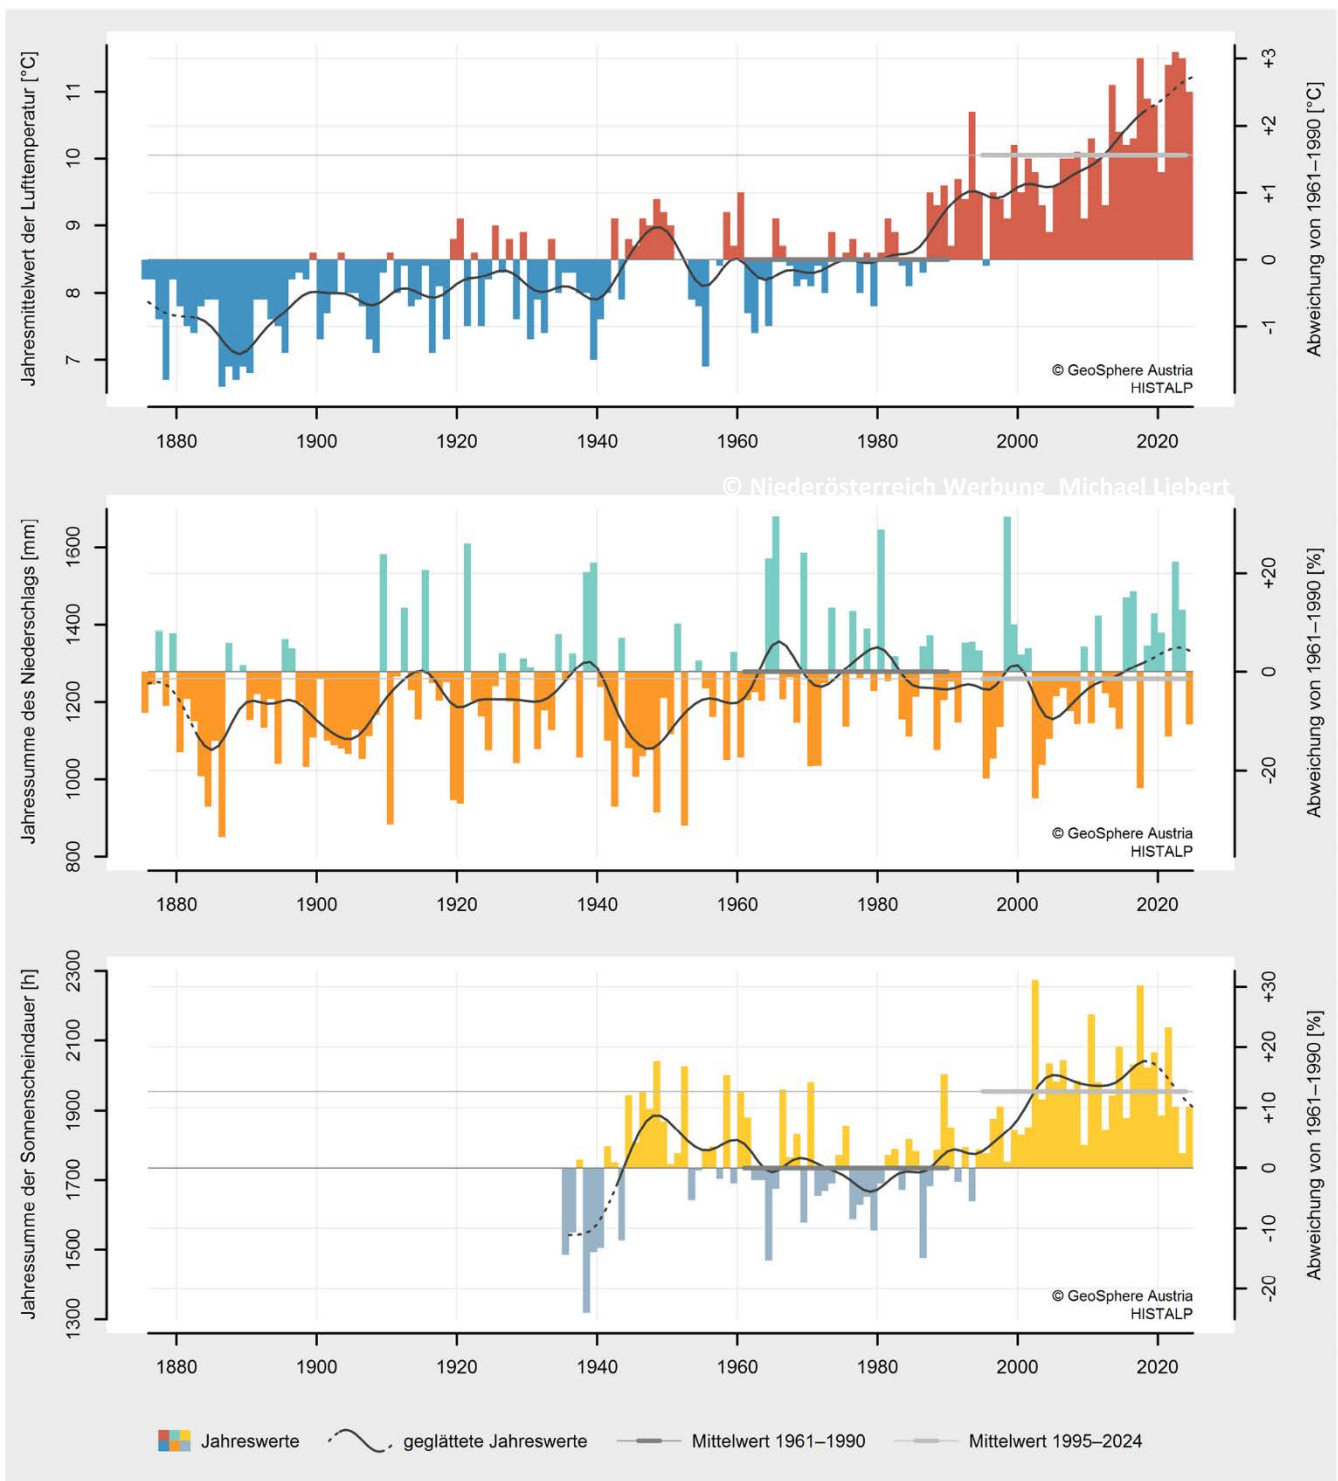 Jahresmittelwert der Lufttemperatur [°C]
11
10
9
8
7
+3
+2
+1
0
-1
Abweichung von 1961–1990 [°C]
© GeoSphere Austria
HISTALP
1880 1900 1920 1940 1960 1980 2000 2020
© Niederösterreich Werbung Michael Liebert
Jahressumme des Niederschlags [mm]
1600
1400
1200
1000
800
+20
0
-20
Abweichung von 1961–1990 [%]
© GeoSphere Austria
HISTALP
1880 1900 1920 1940 1960 1980 2000 2020
Jahressumme der Sonnenscheindauer [h]
2300
2100
1900
1700
1500
1300
+30
+20
+10
0
-10
-20
Abweichung von 1961–1990 [%]
© GeoSphere Austria
HISTALP
1880 1900 1920 1940 1960 1980 2000 2020
Jahreswerte geglättete Jahreswerte Mittelwert 1961–1990 Mittelwert 1995–2024